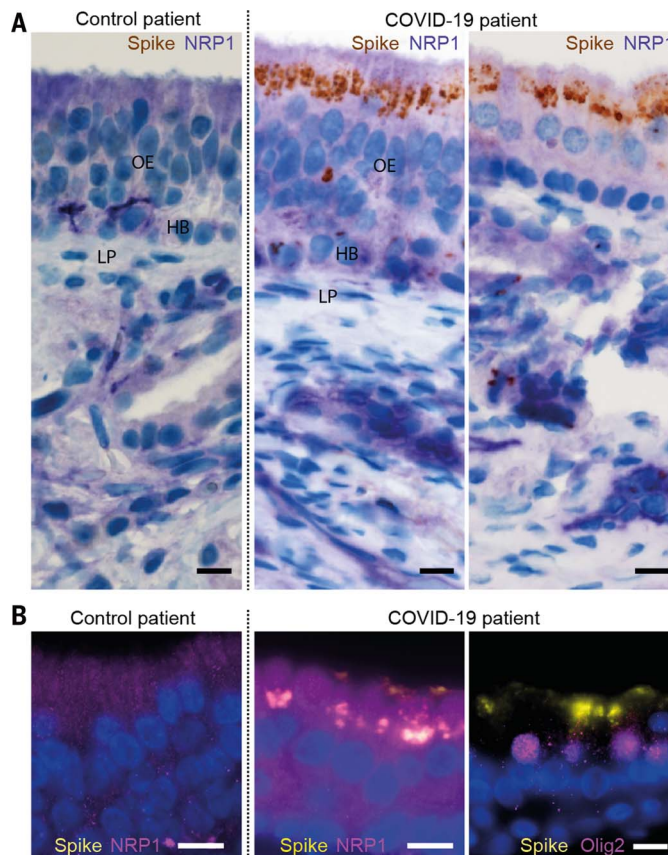 A
Control patient
COVID-19 patient
Spike NRP1
Spike NRP1
Spike NRP1
OE
OE
HB
HB
LP
LP
B
Control patient
COVID-19 patient
Spike NRP1
Spike NRP1
Spike Olig2